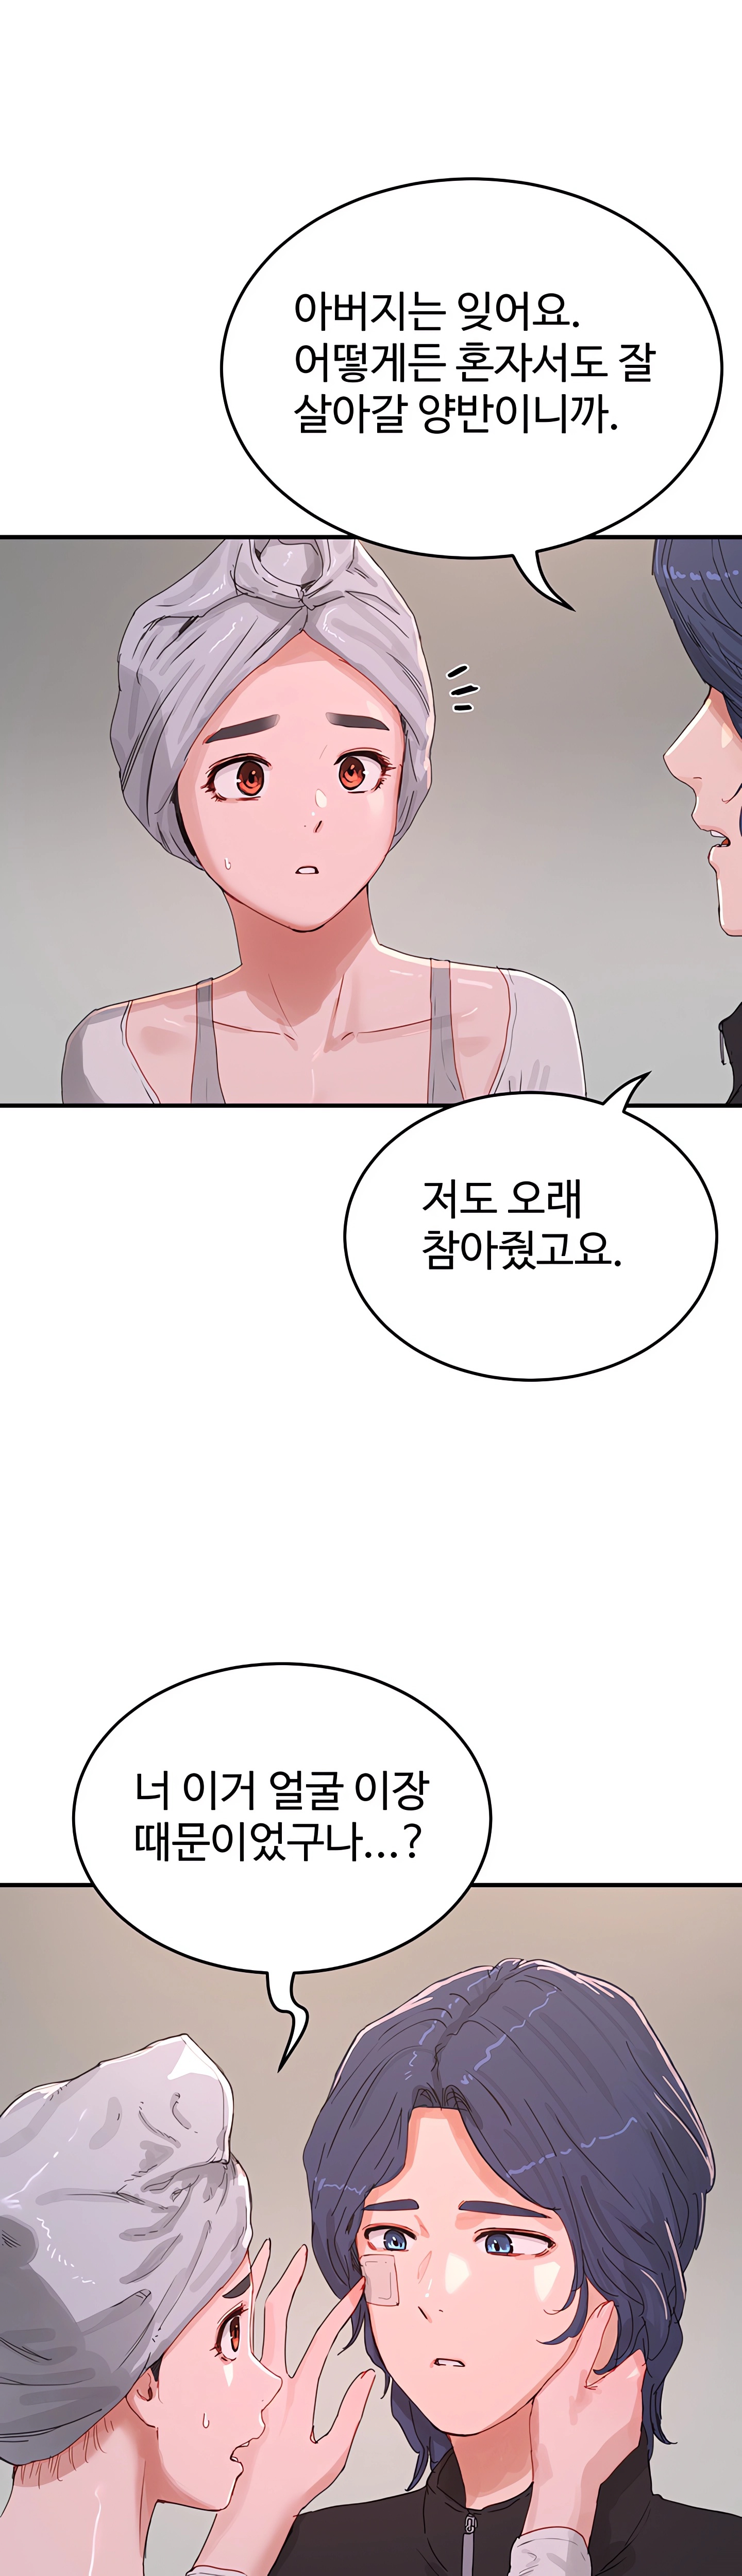 아버지는 잊어요.
어떻게든 혼자서도 잘
살아갈 양반이니까.
저도 오래
참아줬고요.
너 이거 얼굴 이장
때문이었구나...?